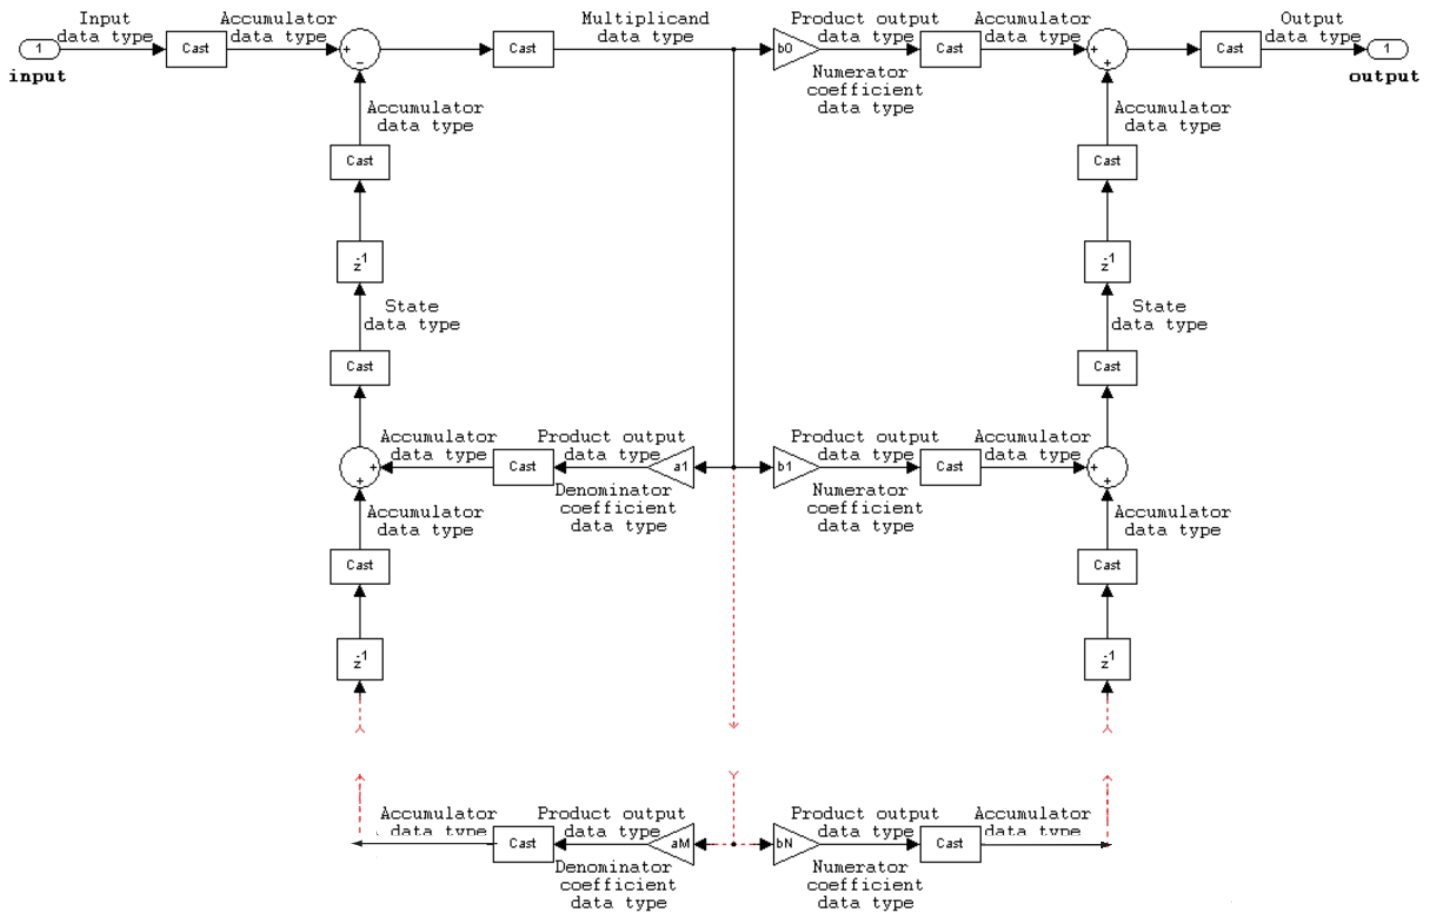 Input
data type
Accumulator
data type
Multiplicand
data type
Product output
data type
Accumulator
data type
Output
data type
1
Cast
+
−
Cast
b0
Cast
+
+
Cast
1
input
output
Numerator
coefficient
data type
Accumulator
data type
Accumulator
data type
Cast
Cast
z-1
z-1
State
data type
State
data type
Cast
Cast
Accumulator
data type
Product output
data type
Product output
data type
Accumulator
data type
+
+
Cast
a1
b1
Cast
+
+
Denominator
coefficient
data type
Numerator
coefficient
data type
Accumulator
data type
Accumulator
data type
Cast
Cast
z-1
z-1
Accumulator
data type
Product output
data type
Product output
data type
Accumulator
data type
Cast
aM
bN
Cast
Denominator
coefficient
data type
Numerator
coefficient
data type